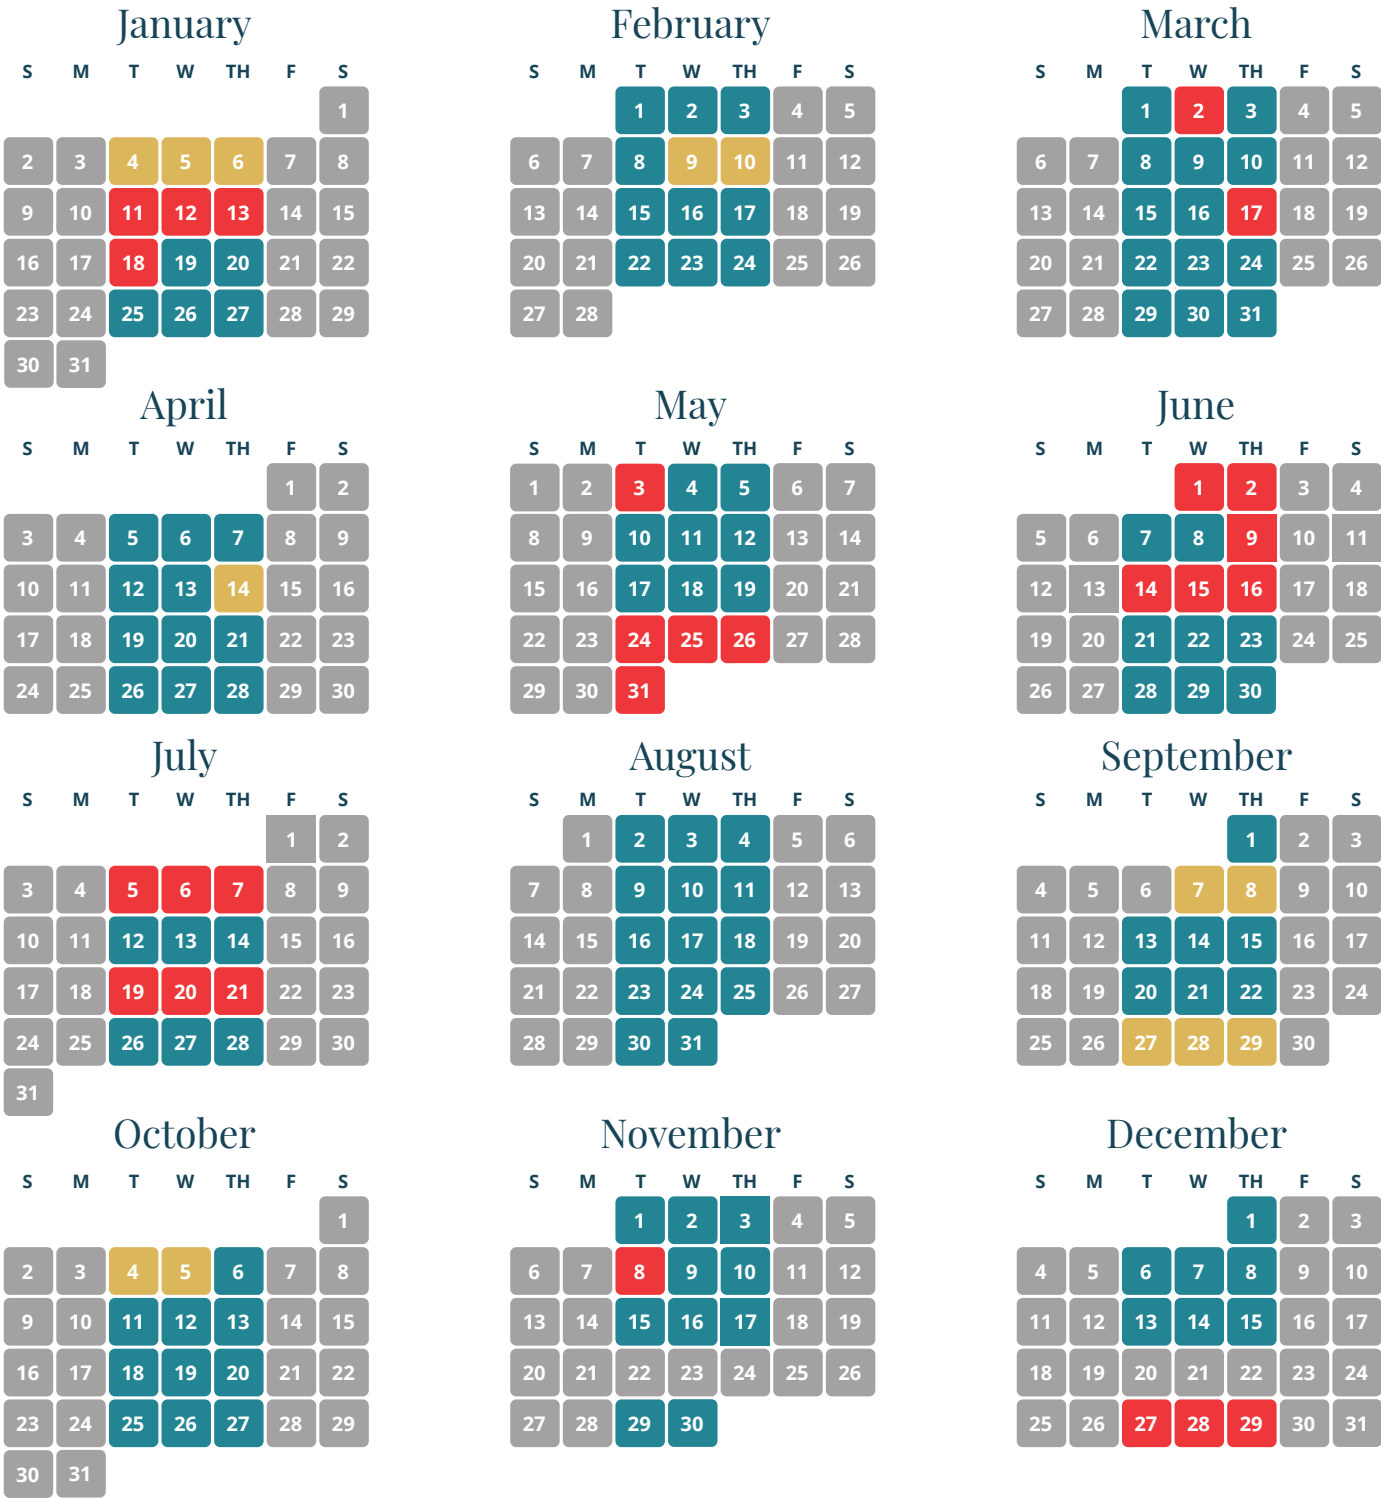 January February March
S M T W TH F S S M T W TH F S S M T W TH F S
1 1 2 3 4 5 1 2 3 4 5
2 3 4 5 6 7 8 6 7 8 9 10 11 12 6 7 8 9 10 11 12
9 10 11 12 13 14 15 13 14 15 16 17 18 19 13 14 15 16 17 18 19
16 17 18 19 20 21 22 20 21 22 23 24 25 26 20 21 22 23 24 25 26
23 24 25 26 27 28 29 27 28 27 28 29 30 31
30 31
April May June
S M T W TH F S S M T W TH F S S M T W TH F S
1 2 1 2 3 4 5 6 7 1 2 3 4
3 4 5 6 7 8 9 8 9 10 11 12 13 14 5 6 7 8 9 10 11
10 11 12 13 14 15 16 15 16 17 18 19 20 21 12 13 14 15 16 17 18
17 18 19 20 21 22 23 22 23 24 25 26 27 28 19 20 21 22 23 24 25
24 25 26 27 28 29 30 29 30 31 26 27 28 29 30
July August September
S M T W TH F S S M T W TH F S S M T W TH F S
1 2 1 2 3 4 5 6 1 2 3
3 4 5 6 7 8 9 7 8 9 10 11 12 13 4 5 6 7 8 9 10
10 11 12 13 14 15 16 14 15 16 17 18 19 20 11 12 13 14 15 16 17
17 18 19 20 21 22 23 21 22 23 24 25 26 27 18 19 20 21 22 23 24
24 25 26 27 28 29 30 28 29 30 31 25 26 27 28 29 30
31
October November December
S M T W TH F S S M T W TH F S S M T W TH F S
1 1 2 3 4 5 1 2 3
2 3 4 5 6 7 8 6 7 8 9 10 11 12 4 5 6 7 8 9 10
9 10 11 12 13 14 15 13 14 15 16 17 18 19 11 12 13 14 15 16 17
16 17 18 19 20 21 22 20 21 22 23 24 25 26 18 19 20 21 22 23 24
23 24 25 26 27 28 29 27 28 29 30 25 26 27 28 29 30 31
30 31